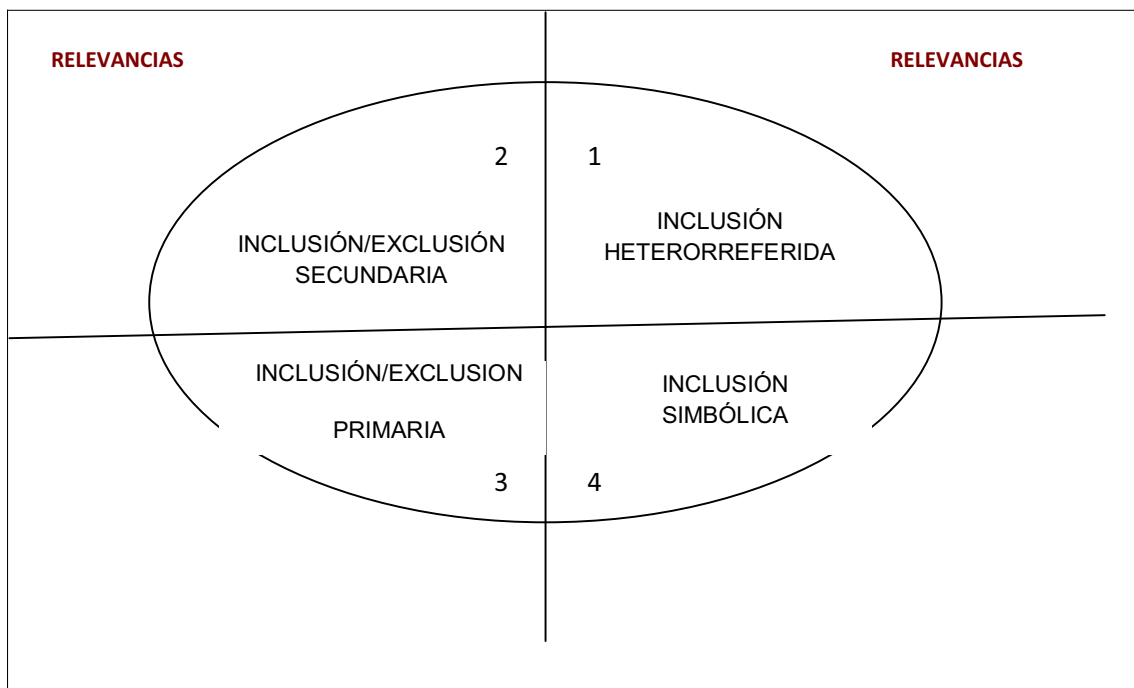 RELEVANCIAS
RELEVANCIAS
2
1
INCLUSIÓN/EXCLUSIÓN
SECUNDARIA
INCLUSIÓN
HETERORREFERIDA
INCLUSIÓN/EXCLUSION
PRIMARIA
INCLUSIÓN
SIMBÓLICA
3
4